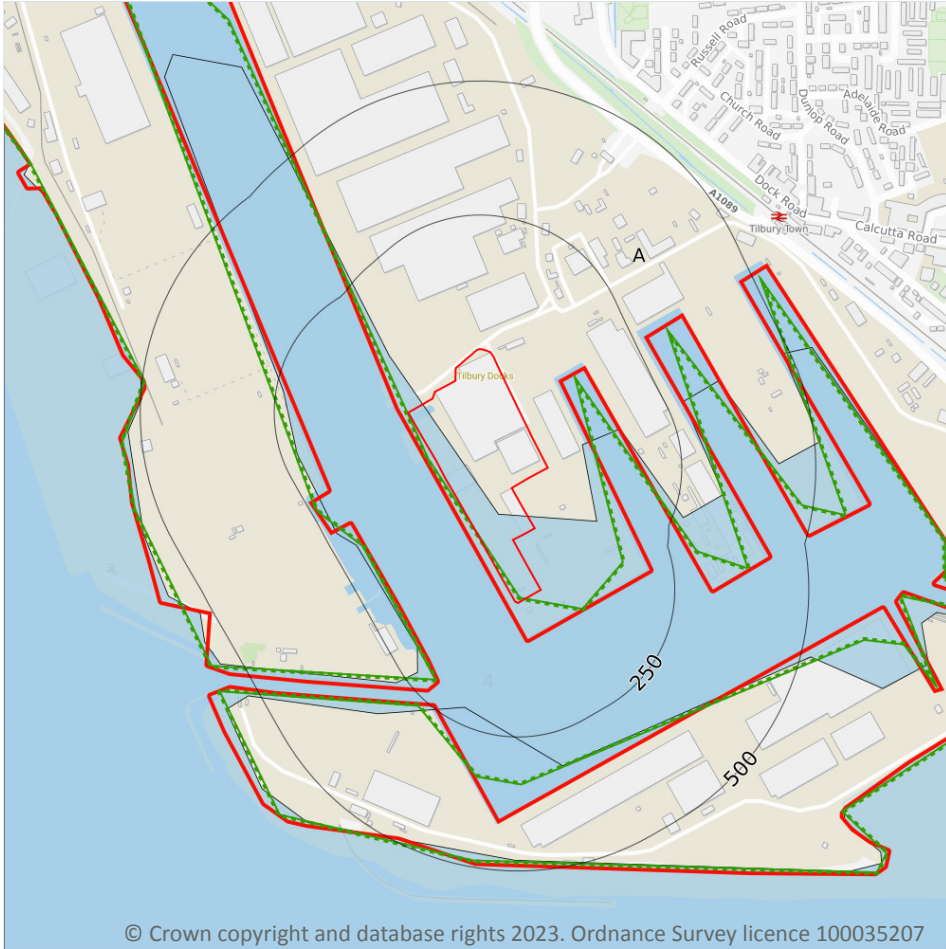 Russell Road
Church Road
Dunlop Road
Adelaide Road
Dock Road
A1089
Tilbury Town
Calcutta Road
A
Tilbury Docks
250
4
500
© Crown copyright and database rights 2023. Ordnance Survey licence 100035207